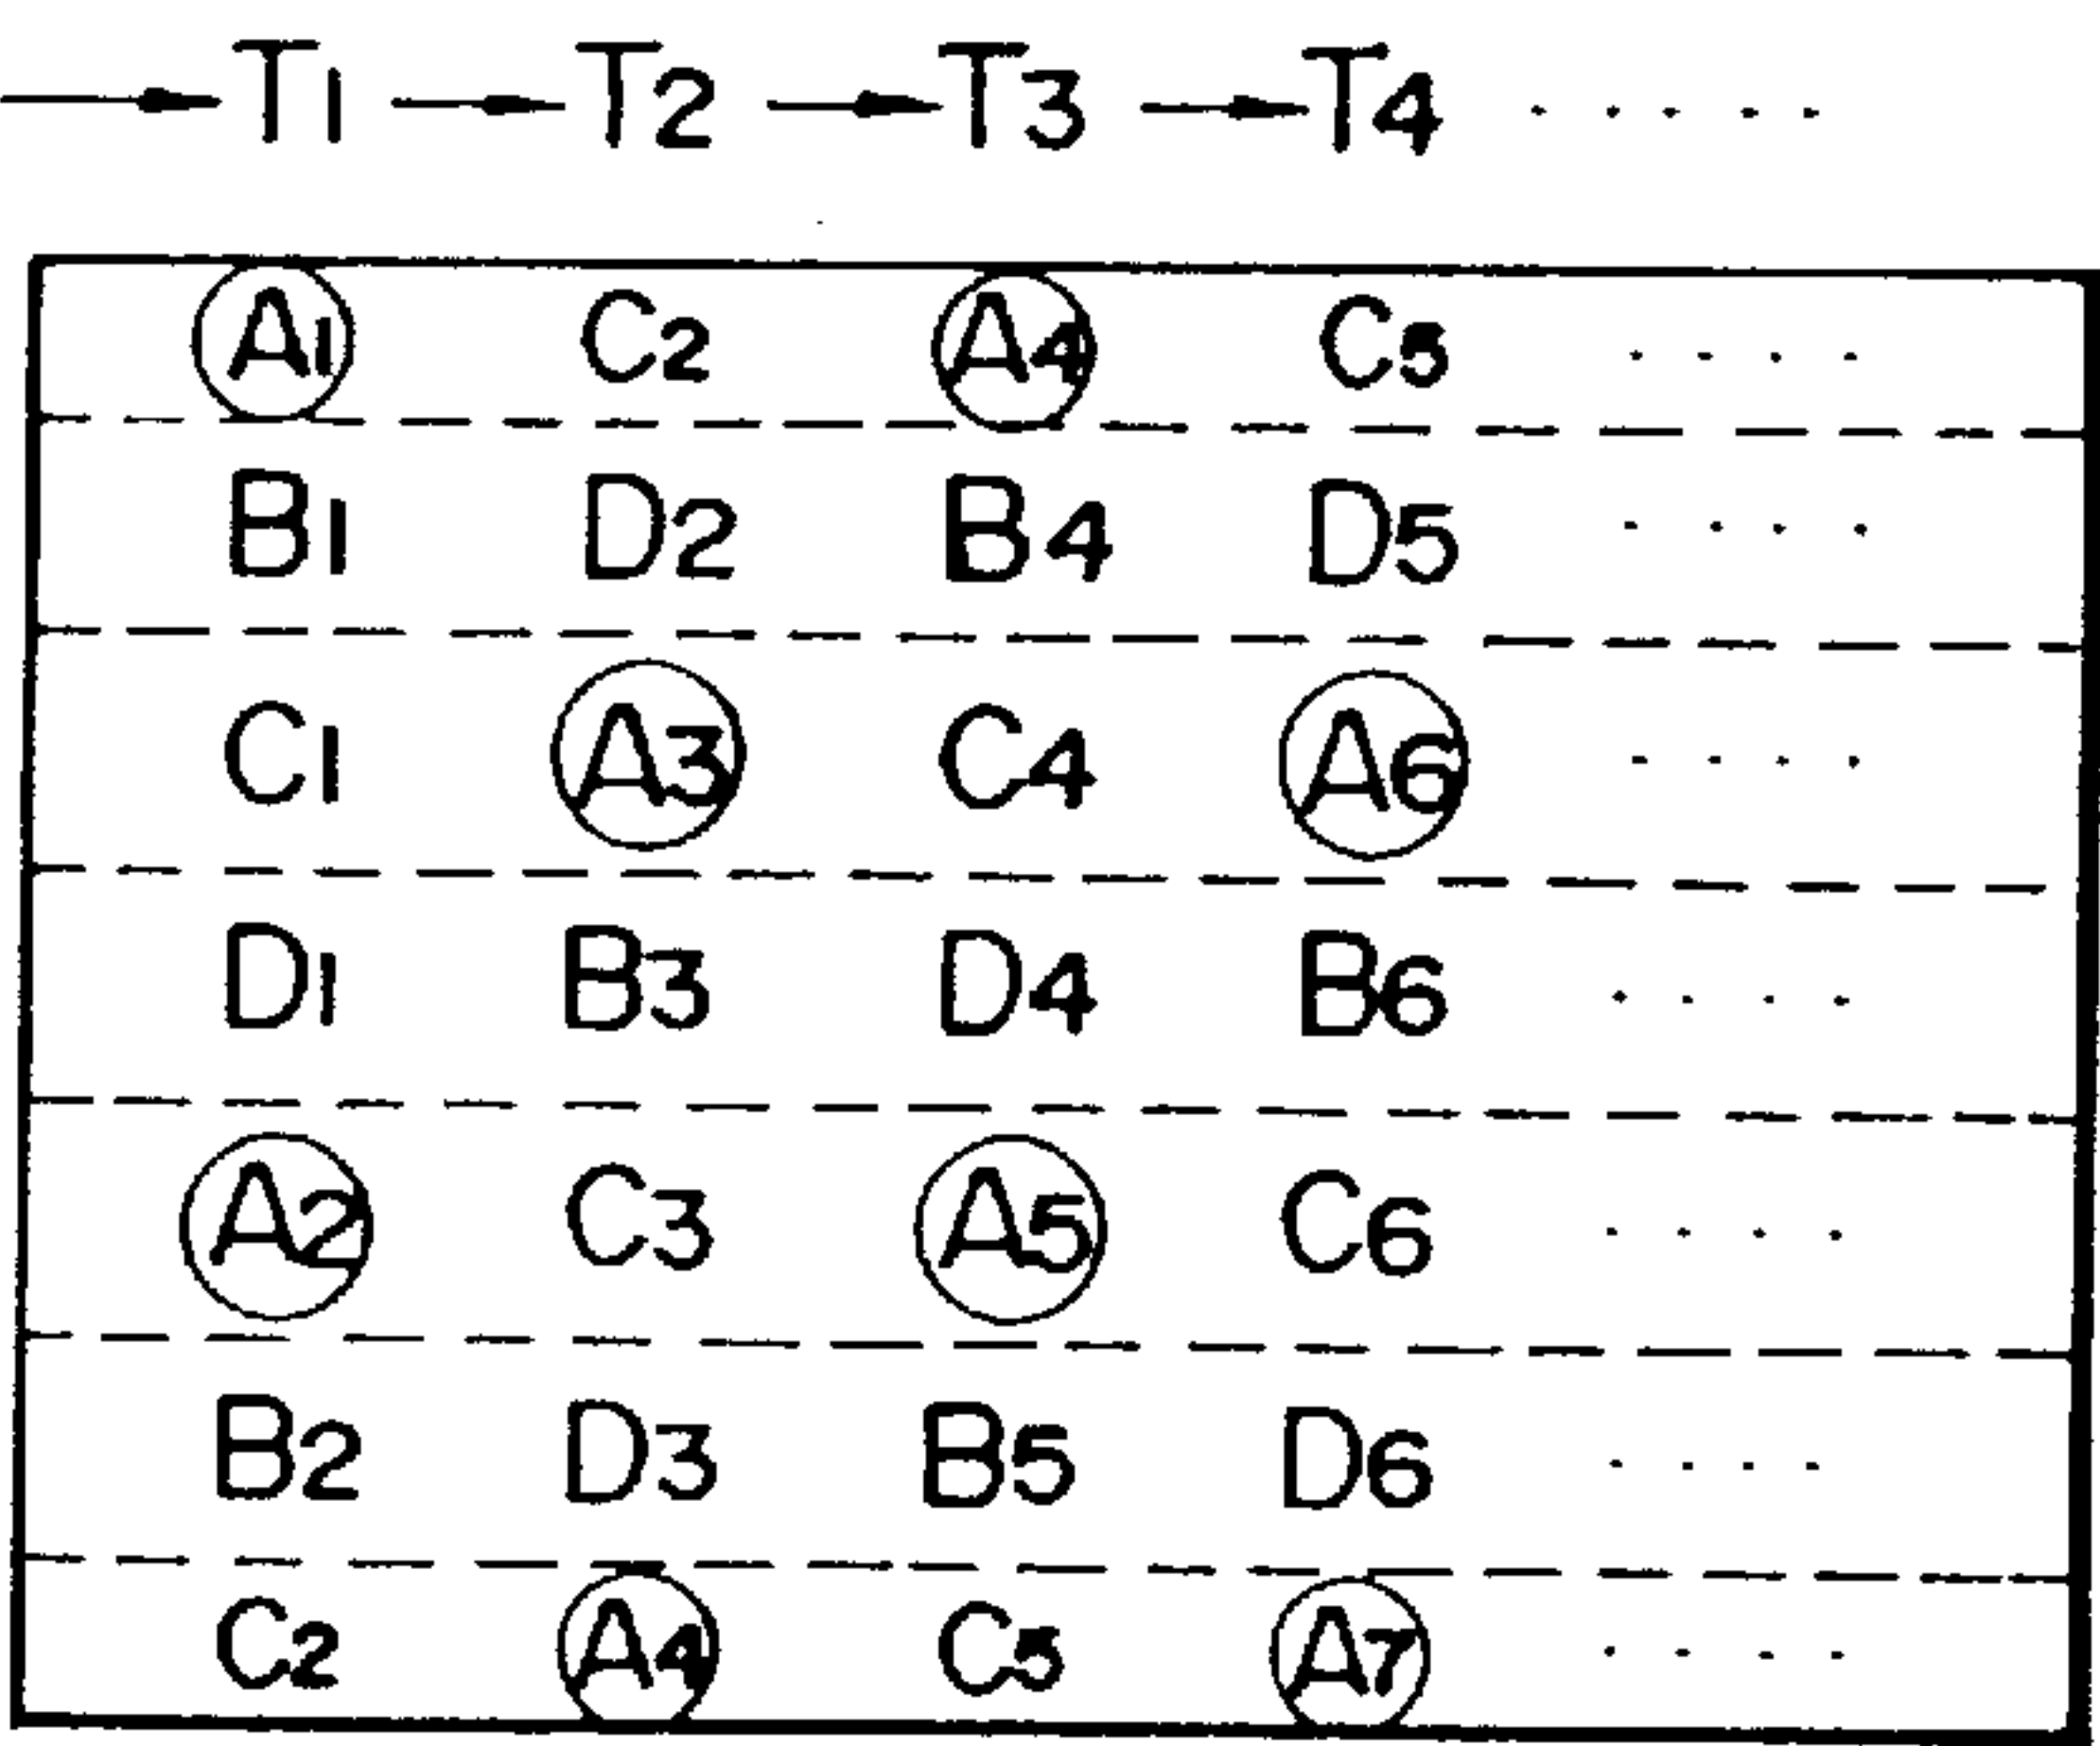 → T1 → T2 → T3 → T4 .....
A1 C2 A4 C5 ....
B1 D2 B4 D5 ....
C1 A3 C4 A6 ....
D1 B3 D4 B6 ....
A2 C3 A5 C6 ....
B2 D3 B5 D6 ....
C2 A4 C5 A7 ....